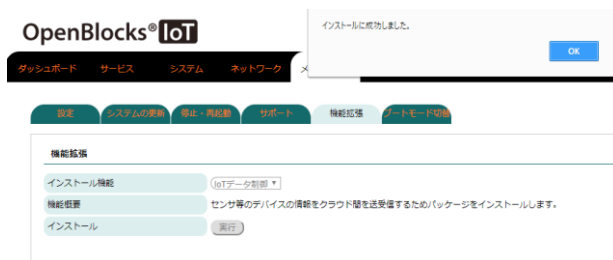 OpenBlocks® IoT
インストールに成功しました。
OK
ダッシュボード サービス システム ネットワーク メ
設定 システムの更新 停止・再起動 サポート 機能拡張 ブートモード切替
機能拡張
インストール機能 IoTデータ制御
機能概要 センサ等のデバイスの情報をクラウド間を送受信するためパッケージをインストールします。
インストール 実行